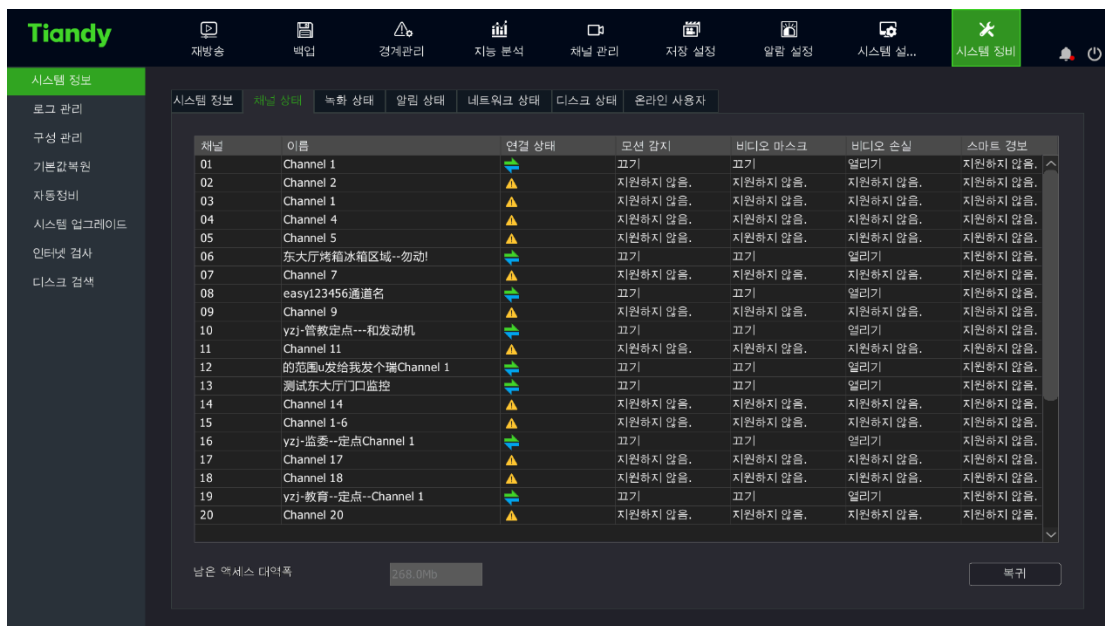 Tiandy
재방송 백업 경계관리 지능 분석 채널 관리 저장 설정 알람 설정 시스템 설... 시스템 정비
시스템 정보
로그 관리
구성 관리
기본값복원
자동정비
시스템 업그레이드
인터넷 검사
디스크 검색
시스템 정보 채널 상태 녹화 상태 알림 상태 네트워크 상태 디스크 상태 온라인 사용자
채널 이름 연결 상태 모션 감지 비디오 마스크 비디오 손실 스마트 경보
01 Channel 1 끄기 끄기 열리기 지원하지 않음.
02 Channel 2 지원하지 않음. 지원하지 않음. 지원하지 않음. 지원하지 않음.
03 Channel 1 지원하지 않음. 지원하지 않음. 지원하지 않음. 지원하지 않음.
04 Channel 4 지원하지 않음. 지원하지 않음. 지원하지 않음. 지원하지 않음.
05 Channel 5 지원하지 않음. 지원하지 않음. 지원하지 않음. 지원하지 않음.
06 东大厅烤箱冰箱区域--勿动! 끄기 끄기 열리기 지원하지 않음.
07 Channel 7 지원하지 않음. 지원하지 않음. 지원하지 않음. 지원하지 않음.
08 easy123456通道名 끄기 끄기 열리기 지원하지 않음.
09 Channel 9 지원하지 않음. 지원하지 않음. 지원하지 않음. 지원하지 않음.
10 yzj-管教定点---和发动机 끄기 끄기 열리기 지원하지 않음.
11 Channel 11 지원하지 않음. 지원하지 않음. 지원하지 않음. 지원하지 않음.
12 的范围u发给我发个瑞Channel 1 끄기 끄기 열리기 지원하지 않음.
13 测试东大厅门口监控 끄기 끄기 열리기 지원하지 않음.
14 Channel 14 지원하지 않음. 지원하지 않음. 지원하지 않음. 지원하지 않음.
15 Channel 1-6 지원하지 않음. 지원하지 않음. 지원하지 않음. 지원하지 않음.
16 yzj-监委--定点Channel 1 끄기 끄기 열리기 지원하지 않음.
17 Channel 17 지원하지 않음. 지원하지 않음. 지원하지 않음. 지원하지 않음.
18 Channel 18 지원하지 않음. 지원하지 않음. 지원하지 않음. 지원하지 않음.
19 yzj-教育--定点--Channel 1 끄기 끄기 열리기 지원하지 않음.
20 Channel 20 지원하지 않음. 지원하지 않음. 지원하지 않음. 지원하지 않음.
남은 액세스 대역폭 268.0Mb 복귀